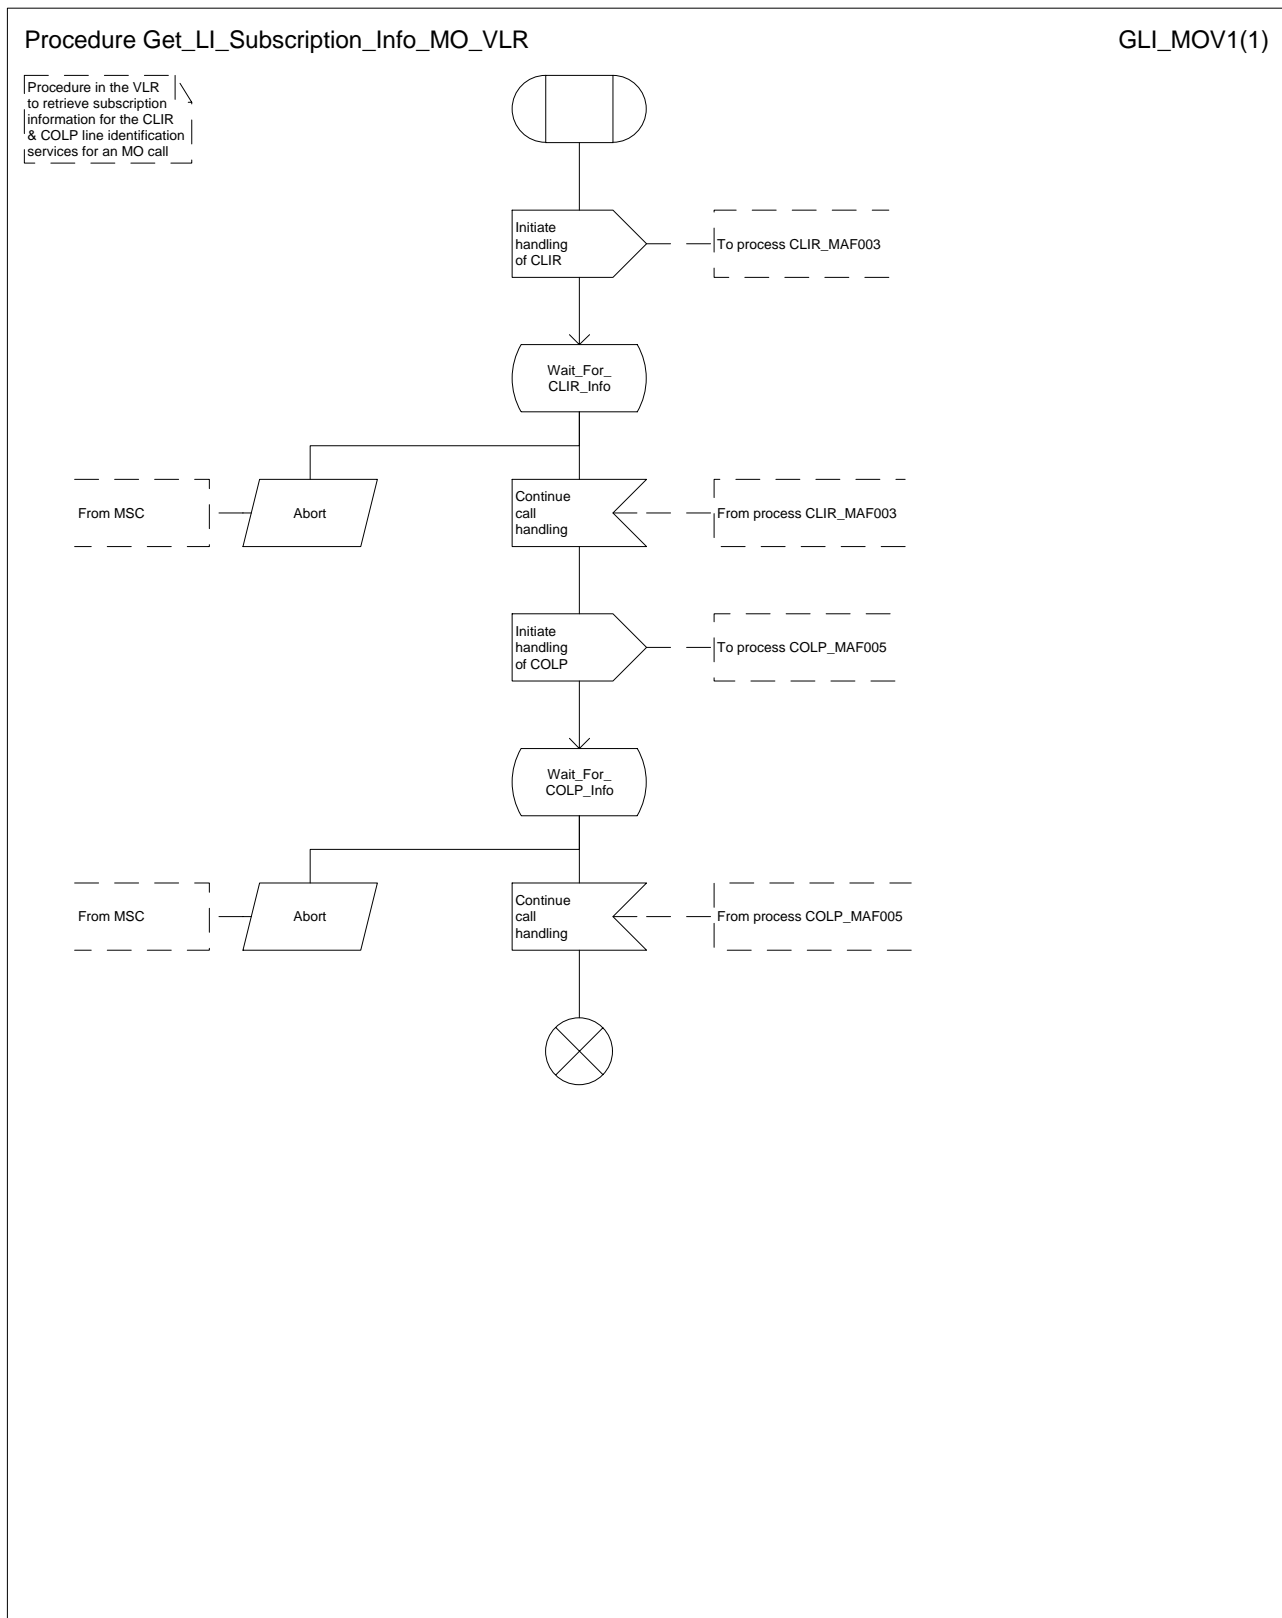 Procedure Get_LI_Subscription_Info_MO_VLR
GLI_MOV1(1)
Procedure in the VLR
to retrieve subscription
information for the CLIR
& COLP line identification
services for an MO call
Initiate
handling
of CLIR
To process CLIR_MAF003
Wait_For_
CLIR_Info
From MSC
Abort
Continue
call
handling
From process CLIR_MAF003
Initiate
handling
of COLP
To process COLP_MAF005
Wait_For_
COLP_Info
From MSC
Abort
Continue
call
handling
From process COLP_MAF005